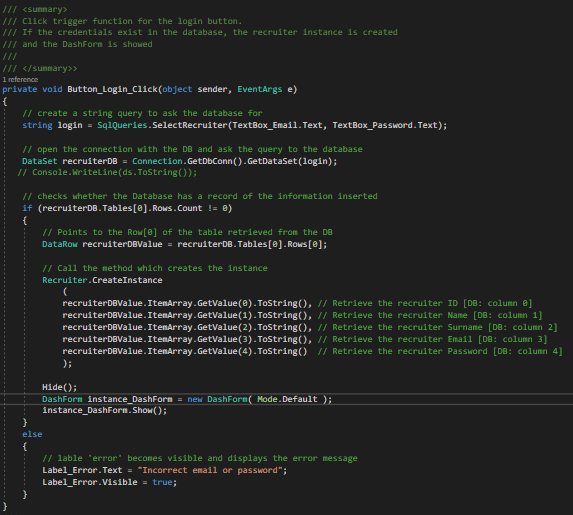 /// <summary>
/// Click trigger function for the login button.
/// If the credentials exist in the database, the recruiter instance is created
/// and the DashForm is showed
///
/// </summary>>
1 reference
private void Button_Login_Click(object sender, EventArgs e)
{
// create a string query to ask the database for
string login = SqlQueries.SelectRecruiter(TextBox_Email.Text, TextBox_Password.Text);
// open the connection with the DB and ask the query to the database
DataSet recruiterDB = Connection.GetDbConn().GetDataSet(login);
// Console.WriteLine(ds.ToString());
// checks whether the Database has a record of the information inserted
if (recruiterDB.Tables[0].Rows.Count != 0)
{
// Points to the Row[0] of the table retrieved from the DB
DataRow recruiterDBValue = recruiterDB.Tables[0].Rows[0];
// Call the method which creates the instance
Recruiter.CreateInstance
(
recruiterDBValue.ItemArray.GetValue(0).ToString(), // Retrieve the recruiter ID [DB: column 0]
recruiterDBValue.ItemArray.GetValue(1).ToString(), // Retrieve the recruiter Name [DB: column 1]
recruiterDBValue.ItemArray.GetValue(2).ToString(), // Retrieve the recruiter Surname [DB: column 2]
recruiterDBValue.ItemArray.GetValue(3).ToString(), // Retrieve the recruiter Email [DB: column 3]
recruiterDBValue.ItemArray.GetValue(4).ToString() // Retrieve the recruiter Password [DB: column 4]
);
Hide();
DashForm instance_DashForm = new DashForm( Mode.Default );
instance_DashForm.Show();
}
else
{
// lable 'error' becomes visible and displays the error message
Label_Error.Text = "Incorrect email or password";
Label_Error.Visible = true;
}
}